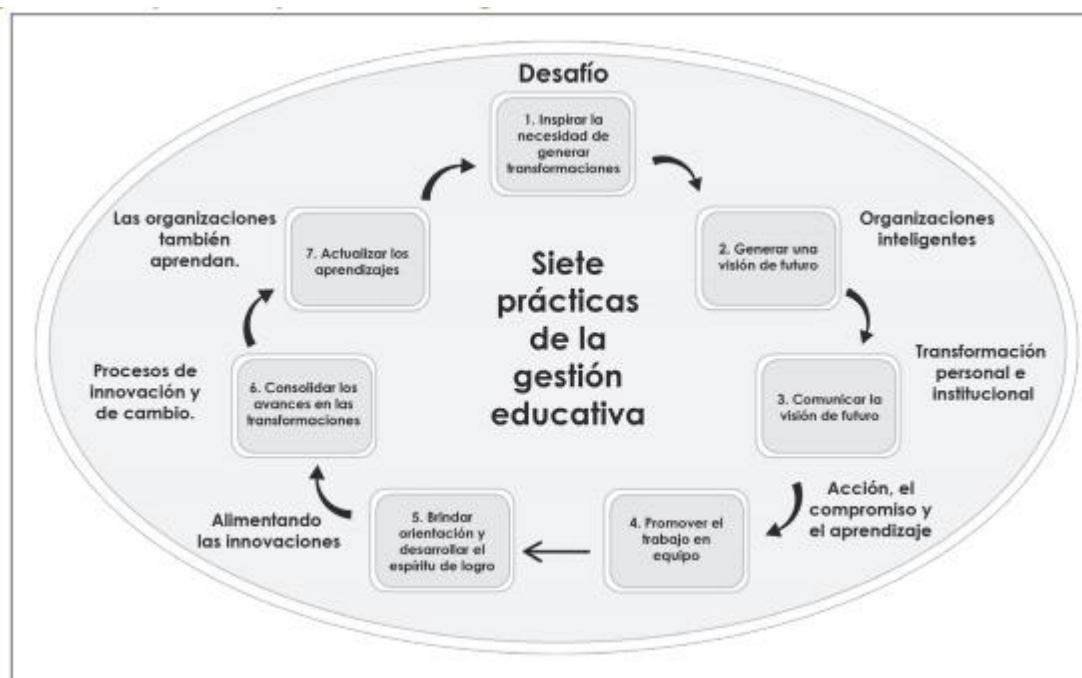 Desafío
1. Inspirar la
necesidad de
generar
transformaciones
Organizaciones
inteligentes
2. Generar una
visión de futuro
Transformación
personal e
institucional
3. Comunicar la
visión de futuro
Acción, el
compromiso y
el aprendizaje
4. Promover el
trabajo en
equipo
5. Brindar
orientación y
desarrollar el
espíritu de logro
Alimentando
las innovaciones
6. Consolidar los
avances en las
transformaciones
Procesos de
innovación y
de cambio.
7. Actualizar los
aprendizajes
Las organizaciones
también
aprendan.
Siete
prácticas
de la
gestión
educativa